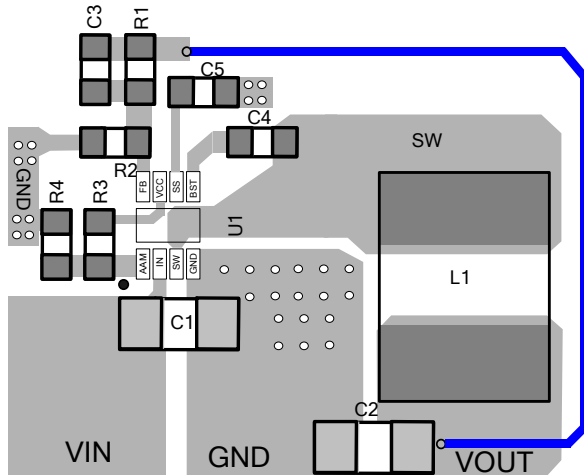 C3
R1
C5
C4
SW
R2
GND
FB
VCC
SS
BST
R4
R3
U1
AAM
IN
SW
GND
L1
C1
C2
VIN
GND
VOUT